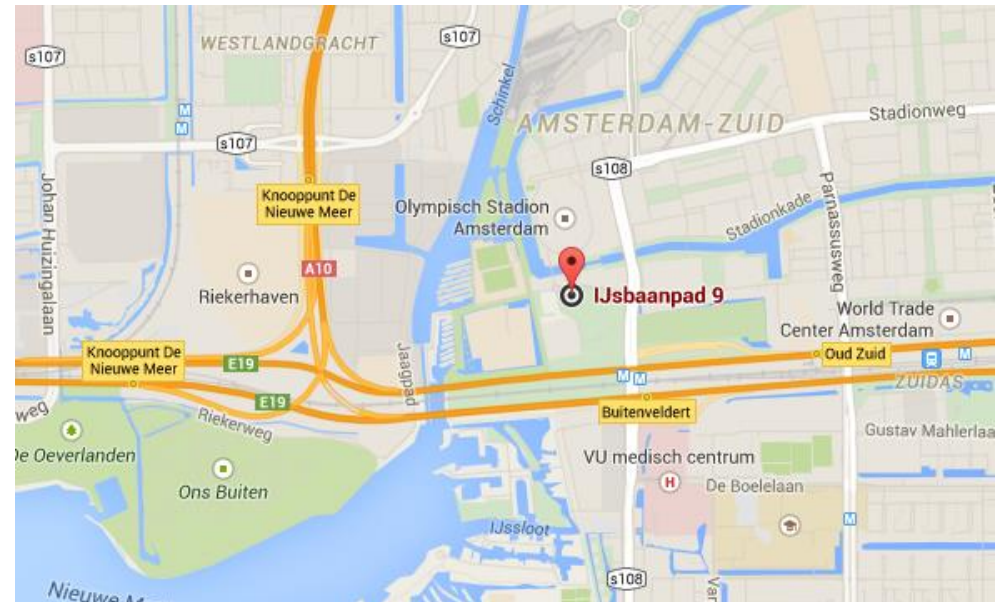 WESTLANDGRACHT
s107
s107
Schinkel
M
M
AMSTERDAM-ZUID
Stadionweg
s107
s108
Johan Huizingalaan
Knooppunt De
Nieuwe Meer
Parnassusweg
Olympisch Stadion
Amsterdam
Stadionkade
A10
Riekerhaven
IJsbaanpad 9
World Trade
Center Amsterdam
Knooppunt De
Nieuwe Meer
E19
Jaagpad
Oud Zuid
M
M
M
ZUIDAS
E19
Buitenveldert
weg
Riekerweg
Gustav Mahlerlaa
De Oeverlanden
VU medisch centrum
H
De Boelelaan
Ons Buiten
M
IJssloot
s108
Nieuwe M
Van